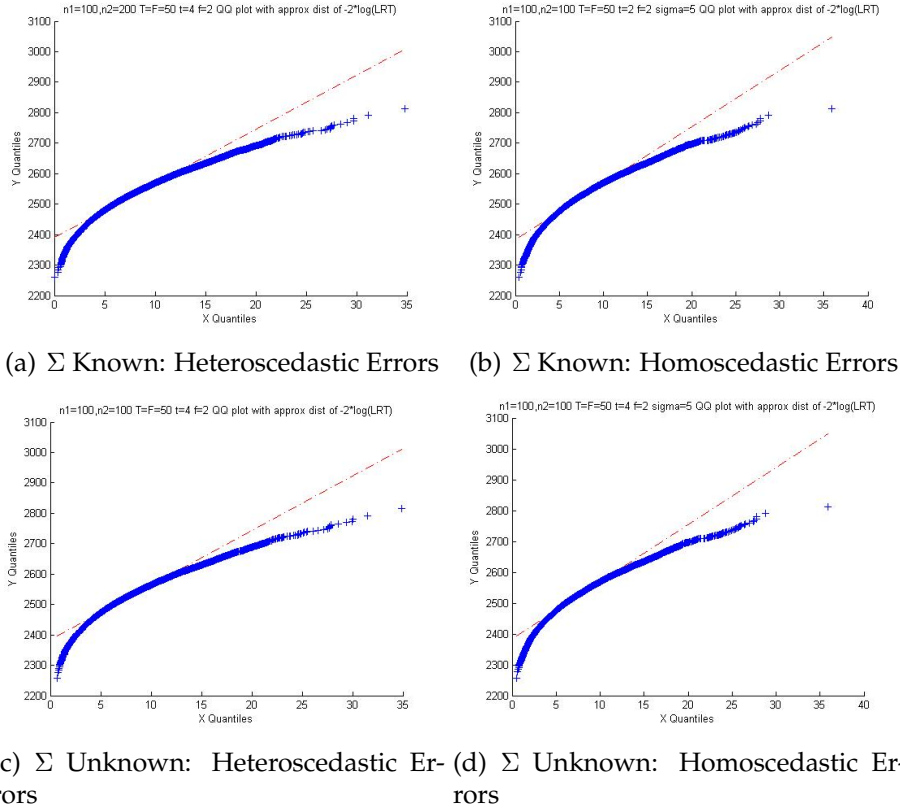 n1=100,n2=200 T=F=50 t=4 f=2 QQ plot with approx dist of -2*log(LRT)
3100
3000
2900
2800
2700
2600
2500
2400
2300
2200
Y Quantiles
0 5 10 15 20 25 30 35
X Quantiles
(a) Σ Known: Heteroscedastic Errors
n1=100,n2=100 T=F=50 t=2 f=2 sigma=5 QQ plot with approx dist of -2*log(LRT)
3100
3000
2900
2800
2700
2600
2500
2400
2300
2200
Y Quantiles
0 5 10 15 20 25 30 35 40
X Quantiles
(b) Σ Known: Homoscedastic Errors
n1=100,n2=100 T=F=50 t=4 f=2 QQ plot with approx dist of -2*log(LRT)
3100
3000
2900
2800
2700
2600
2500
2400
2300
2200
Y Quantiles
0 5 10 15 20 25 30 35
X Quantiles
c) Σ Unknown: Heteroscedastic Er-
rors
n1=100,n2=100 T=F=50 t=4 f=2 sigma=5 QQ plot with approx dist of -2*log(LRT)
3100
3000
2900
2800
2700
2600
2500
2400
2300
2200
Y Quantiles
0 5 10 15 20 25 30 35 40
X Quantiles
(d) Σ Unknown: Homoscedastic Er-
rors